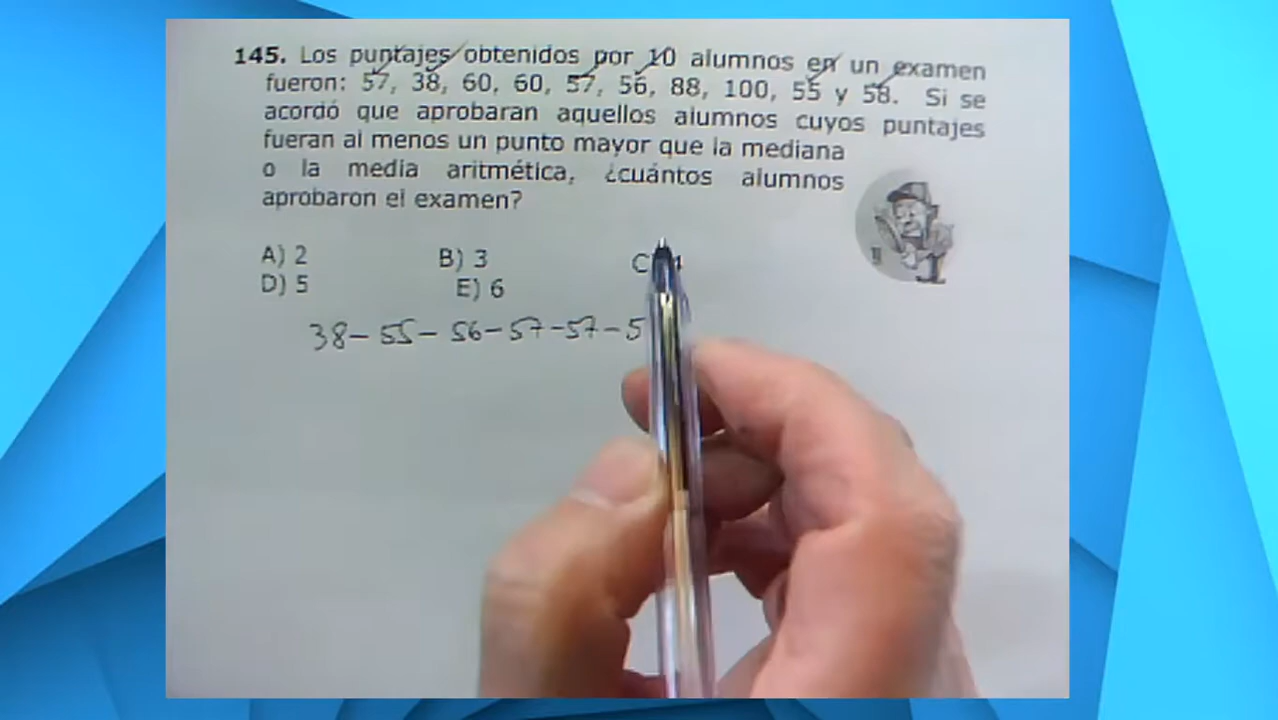 145. Los puntajes obtenidos por 10 alumnos en un examen
fueron: 57, 38, 60, 60, 57, 56, 88, 100, 55 y 58. Si se
acordó que aprobaran aquellos alumnos cuyos puntajes
fueran al menos un punto mayor que la mediana
o la media aritmética, ¿cuántos alumnos
aprobaron el examen?
A) 2 B) 3 C
D) 5 E) 6
38- 55- 56-57-57-5